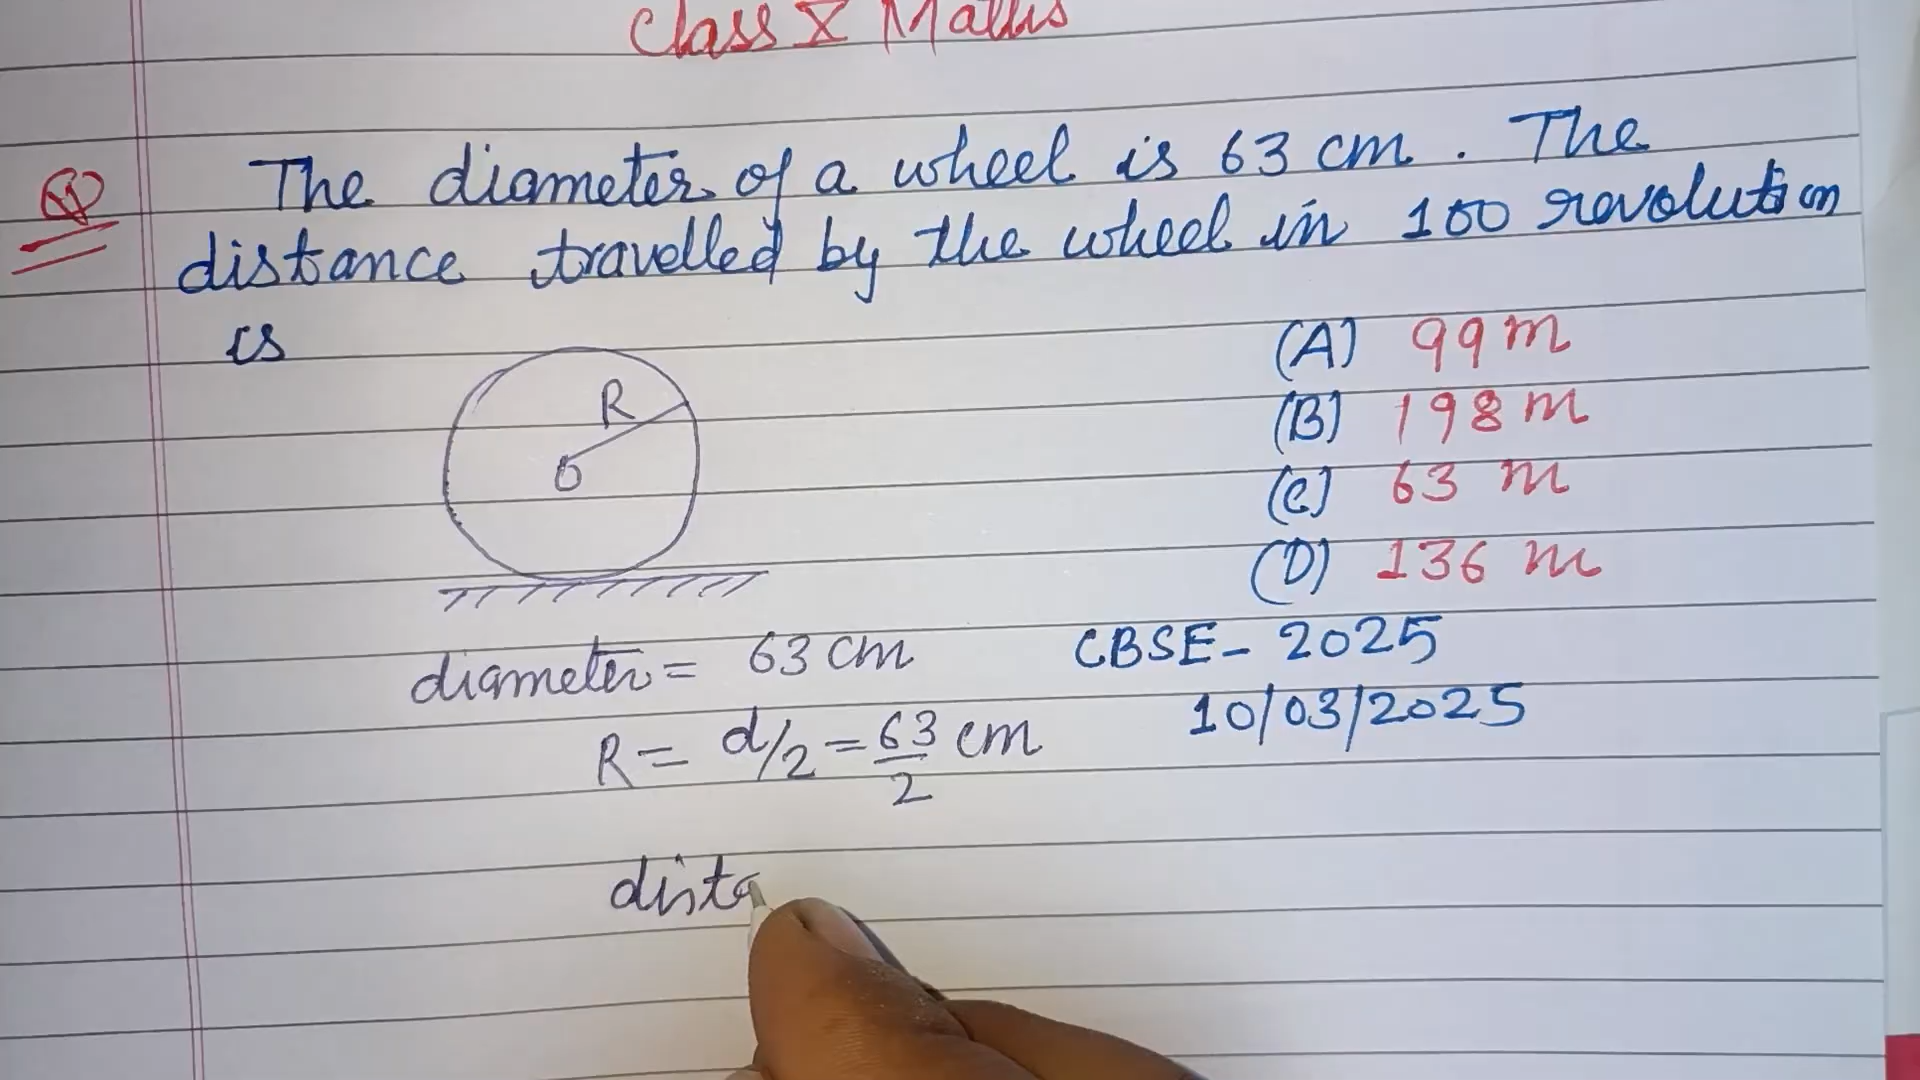 Class X Maths
Q The diameter of a wheel is 63 cm. The
distance travelled by the wheel in 100 revolution
is
(A) 99 m
(B) 198 m
(C) 63 m
(D) 136 m
R
O
diameter = 63 cm
CBSE - 2025
R = d/2 = 63/2 cm
10/03/2025
dista